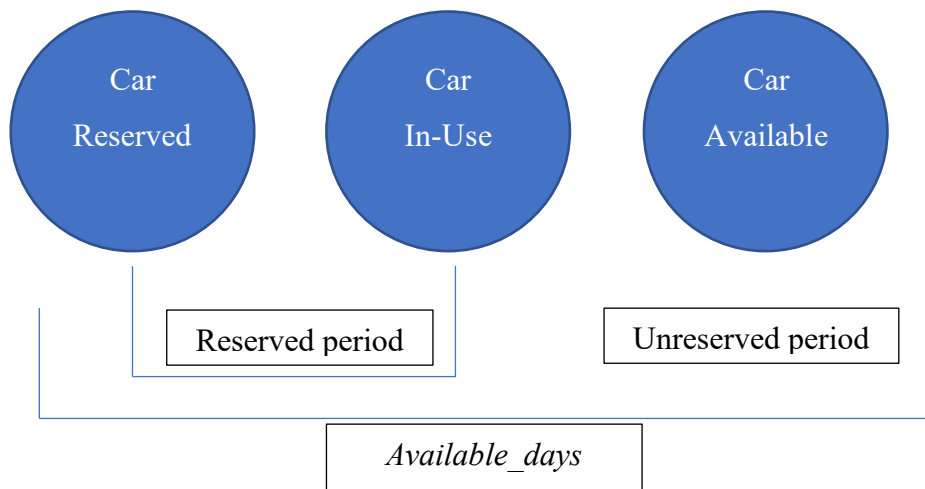 Car
Reserved
Car
In-Use
Car
Available
Reserved period
Unreserved period
Available_days